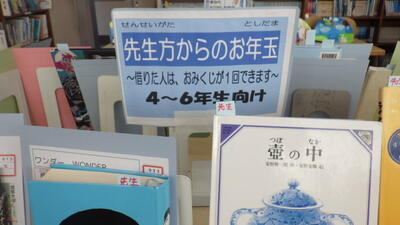 せんせいがた としだま
先生方からのお年玉
～借りた人は、おみくじが1回できます～
4～6年生向け
先生
ワンダー WONDER
先生
つぼ なか
壺の中